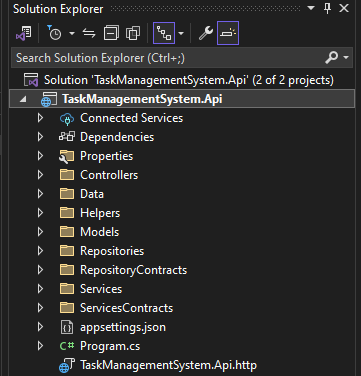 Solution Explorer
Search Solution Explorer (Ctrl+;)
Solution 'TaskManagementSystem.Api' (2 of 2 projects)
TaskManagementSystem.Api
Connected Services
Dependencies
Properties
Controllers
Data
Helpers
Models
Repositories
RepositoryContracts
Services
ServicesContracts
appsettings.json
C# Program.cs
TaskManagementSystem.Api.http